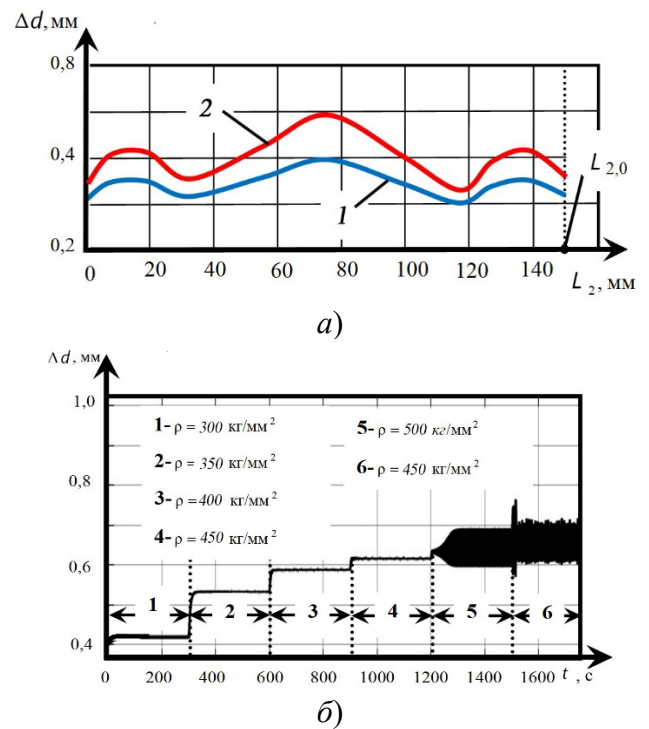 Δd, мм
0,8
2
0,4
L 2,0
1
0,2
0 20 40 60 80 100 120 140
L 2, мм
а)
Δd, мм
1,0
1- ρ = 300 кг/мм²
5- ρ = 500 кг/мм²
2- ρ = 350 кг/мм²
6- ρ = 450 кг/мм²
0,8
3- ρ = 400 кг/мм²
4- ρ = 450 кг/мм²
0,6
1 2 3 4 5 6
0,4
0 200 400 600 800 1000 1200 1400 1600 t , с
б)